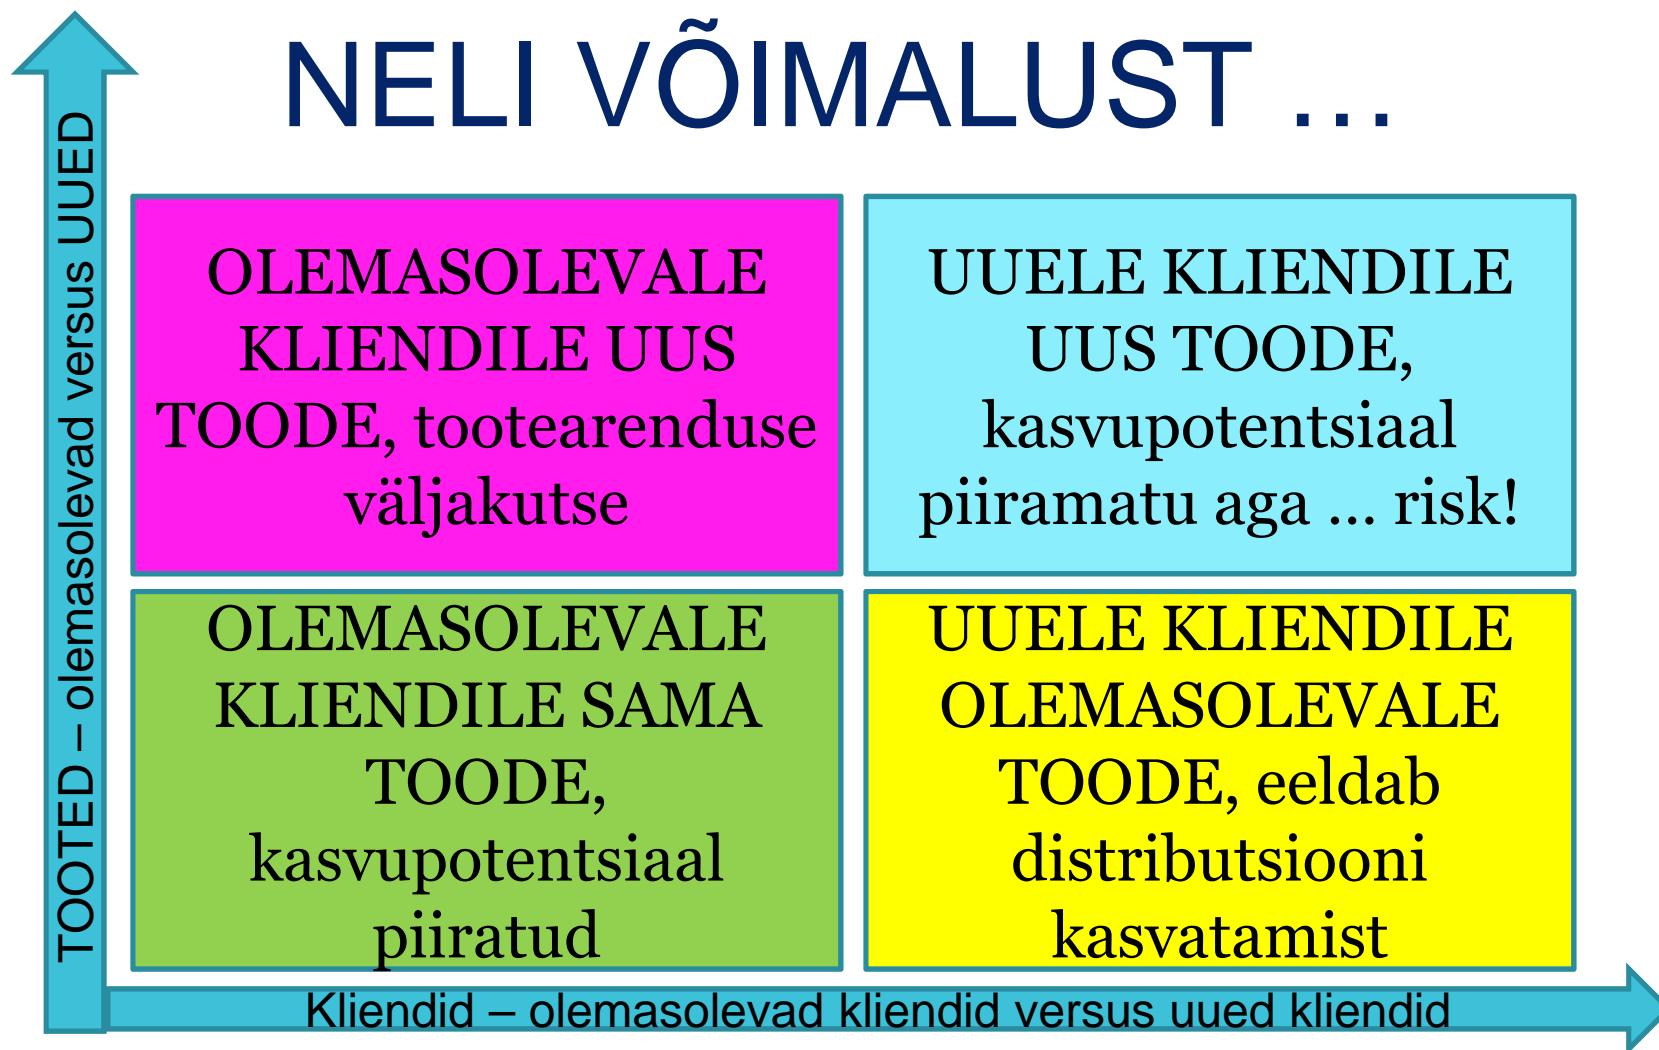 NELI VÕIMALUST ...
TOOTED – olemasolevad versus UUED
OLEMASOLEVALE
KLIENDILE UUS
TOODE, tootearenduse
väljakutse
UUELE KLIENDILE
UUS TOODE,
kasvupotentsiaal
piiramatu aga ... risk!
OLEMASOLEVALE
KLIENDILE SAMA
TOODE,
kasvupotentsiaal
piiratud
UUELE KLIENDILE
OLEMASOLEVALE
TOODE, eeldab
distributsiooni
kasvatamist
Kliendid – olemasolevad kliendid versus uued kliendid